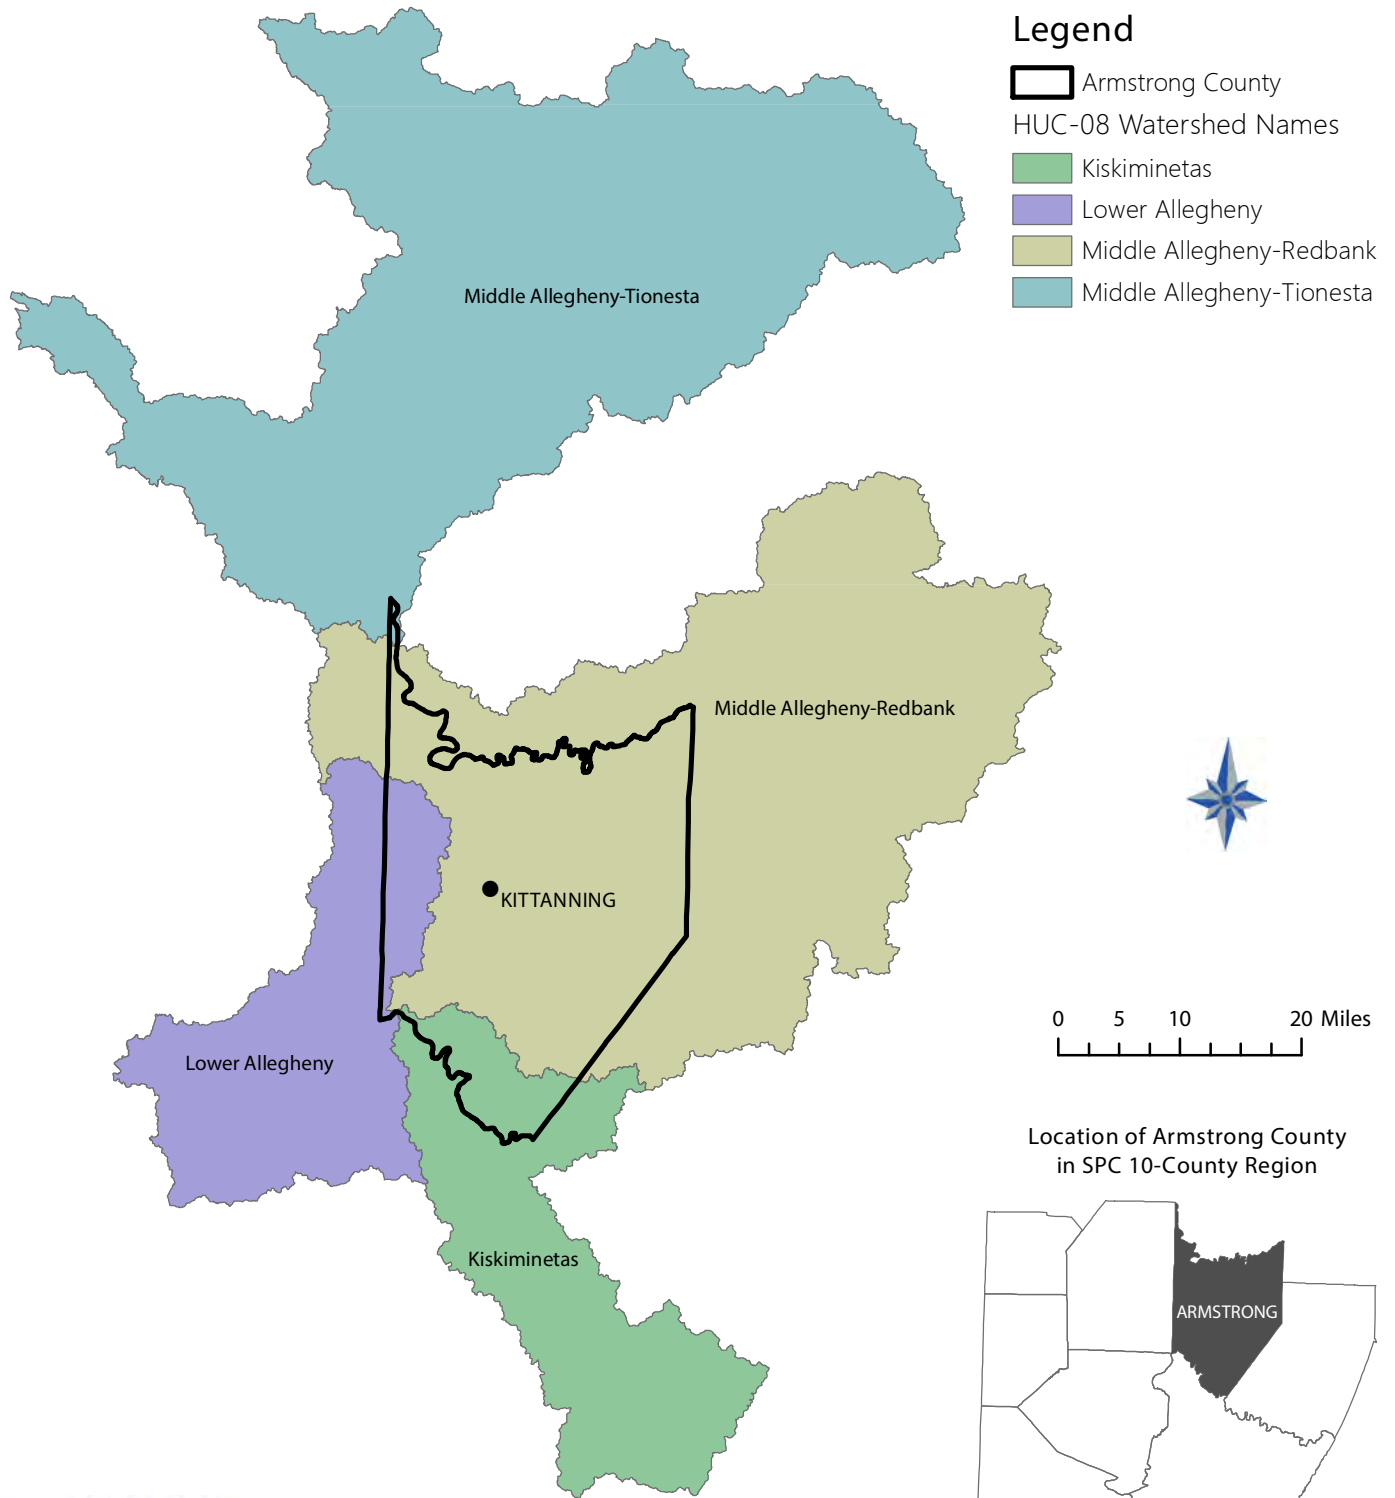 Legend
Armstrong County
HUC-08 Watershed Names
Kiskiminetas
Lower Allegheny
Middle Allegheny-Redbank
Middle Allegheny-Tionesta
Middle Allegheny-Tionesta
Middle Allegheny-Redbank
KITTANNING
0 5 10 20 Miles
Lower Allegheny
Location of Armstrong County
in SPC 10-County Region
Kiskiminetas
ARMSTRONG